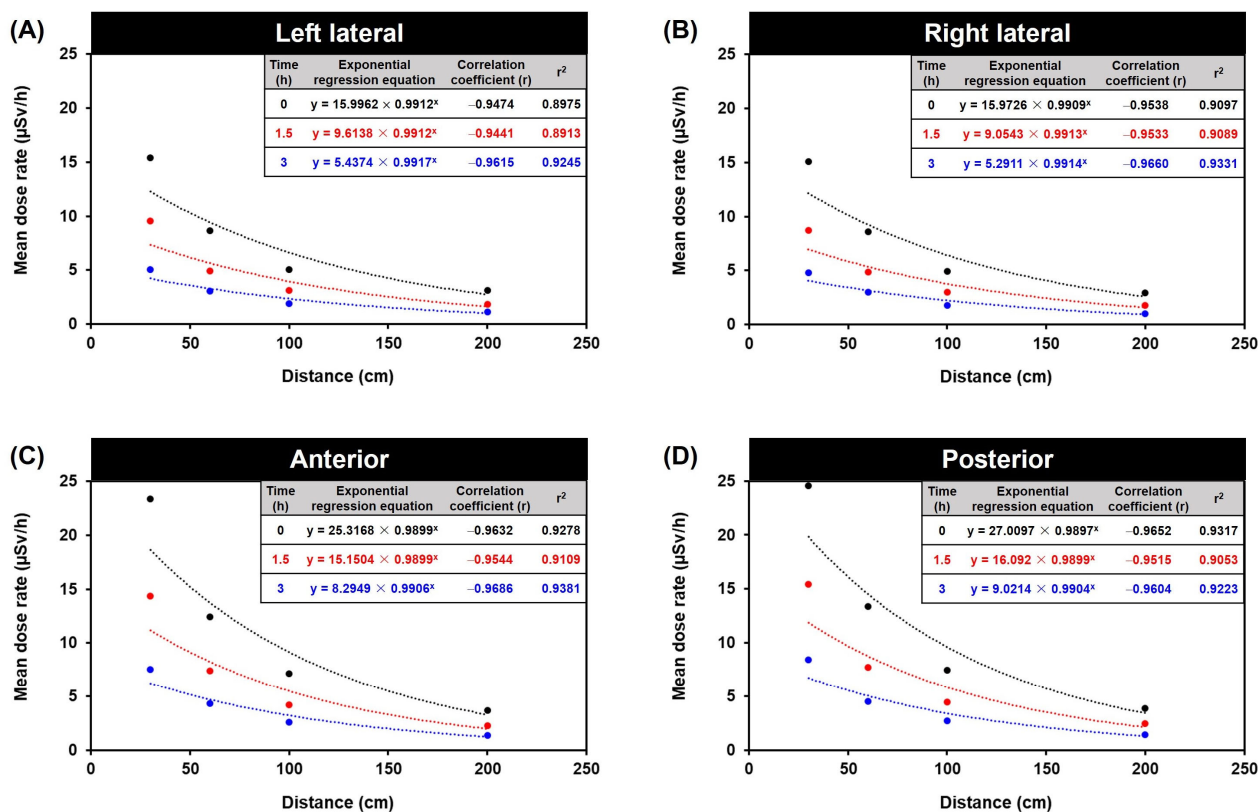 (A)
Left lateral
Mean dose rate (µSv/h)
25
20
15
10
5
0
Time (h) Exponential regression equation Correlation coefficient (r) r²
0 y = 15.9962 × 0.9912ˣ −0.9474 0.8975
1.5 y = 9.6138 × 0.9912ˣ −0.9441 0.8913
3 y = 5.4374 × 0.9917ˣ −0.9615 0.9245
0 50 100 150 200 250
Distance (cm)
(B)
Right lateral
Mean dose rate (µSv/h)
25
20
15
10
5
0
Time (h) Exponential regression equation Correlation coefficient (r) r²
0 y = 15.9726 × 0.9909ˣ −0.9538 0.9097
1.5 y = 9.0543 × 0.9913ˣ −0.9533 0.9089
3 y = 5.2911 × 0.9914ˣ −0.9660 0.9331
0 50 100 150 200 250
Distance (cm)
(C)
Anterior
Mean dose rate (µSv/h)
25
20
15
10
5
0
Time (h) Exponential regression equation Correlation coefficient (r) r²
0 y = 25.3168 × 0.9899ˣ −0.9632 0.9278
1.5 y = 15.1504 × 0.9899ˣ −0.9544 0.9109
3 y = 8.2949 × 0.9906ˣ −0.9686 0.9381
0 50 100 150 200 250
Distance (cm)
(D)
Posterior
Mean dose rate (µSv/h)
25
20
15
10
5
0
Time (h) Exponential regression equation Correlation coefficient (r) r²
0 y = 27.0097 × 0.9897ˣ −0.9652 0.9317
1.5 y = 16.092 × 0.9899ˣ −0.9515 0.9053
3 y = 9.0214 × 0.9904ˣ −0.9604 0.9223
0 50 100 150 200 250
Distance (cm)